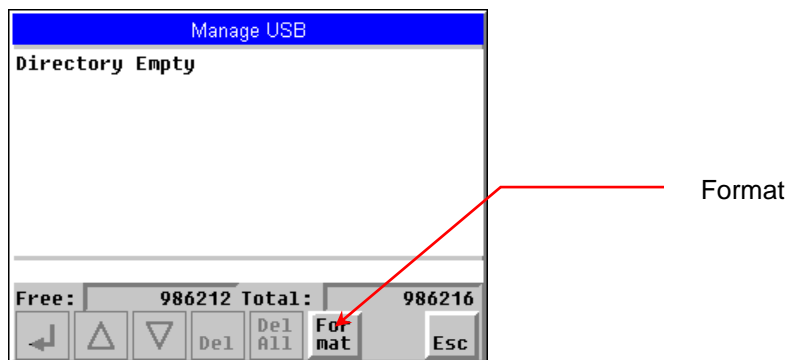 Manage USB
Directory Empty
Format
Free: 986212 Total: 986216
Del
Del
All
For
mat
Esc